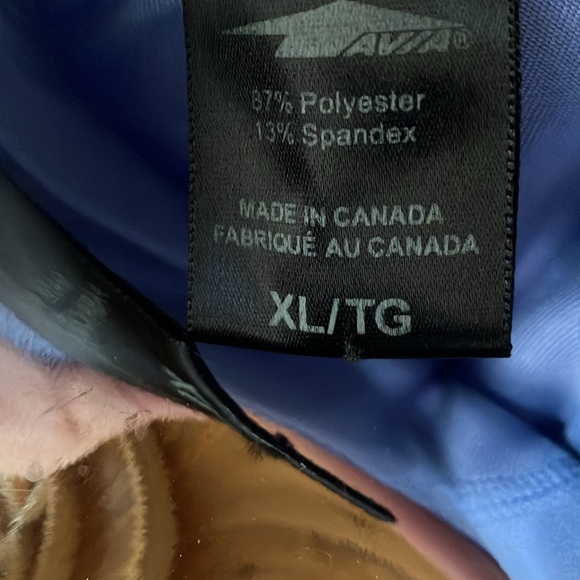 AVIA®
87% Polyester
13% Spandex
MADE IN CANADA
FABRIQUÉ AU CANADA
XL/TG